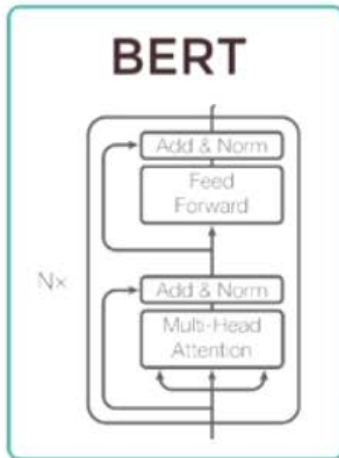 BERT
Add & Norm
Feed
Forward
Nx
Add & Norm
Multi-Head
Attention